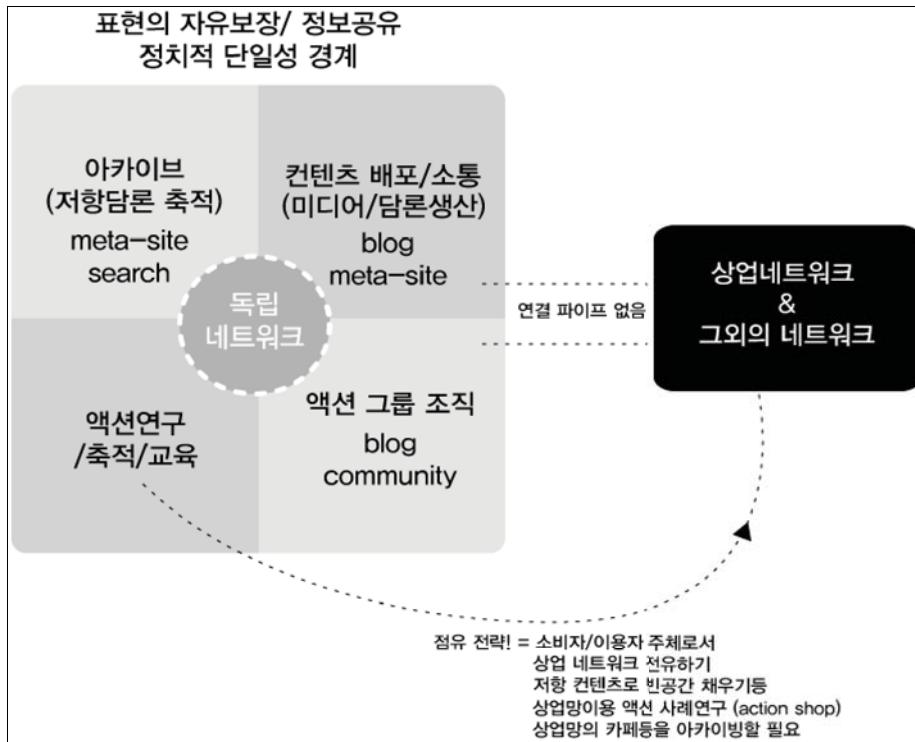 표현의 자유보장/ 정보공유
정치적 단일성 경계
아카이브
(저항담론 축적)
meta-site
search
컨텐츠 배포/소통
(미디어/담론생산)
blog
meta-site
독립
네트워크
액션연구
/축적/교육
액션 그룹 조직
blog
community
연결 파이프 없음
상업네트워크
&
그외의 네트워크
점유 전략! = 소비자/이용자 주체로서
상업 네트워크 전유하기
저항 컨텐츠로 빈공간 채우기등
상업망이용 액션 사례연구 (action shop)
상업망의 카페등을 아카이빙할 필요